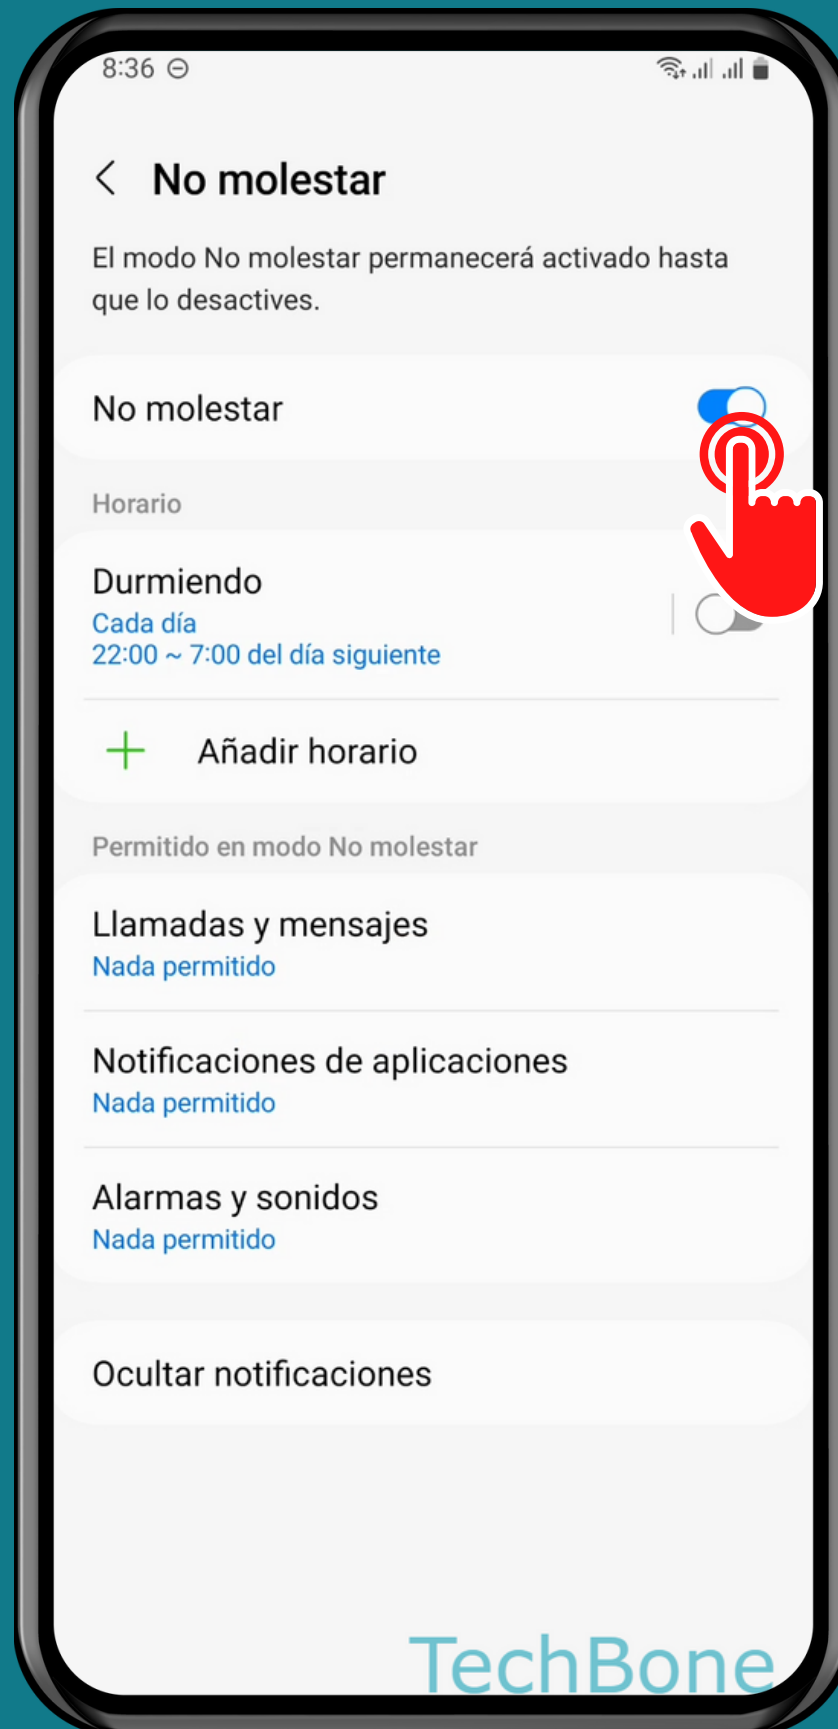 8:36
No molestar
El modo No molestar permanecerá activado hasta
que lo desactives.
No molestar
Horario
Durmiendo
Cada día
22:00 ~ 7:00 del día siguiente
Añadir horario
Permitido en modo No molestar
Llamadas y mensajes
Nada permitido
Notificaciones de aplicaciones
Nada permitido
Alarmas y sonidos
Nada permitido
Ocultar notificaciones
TechBone